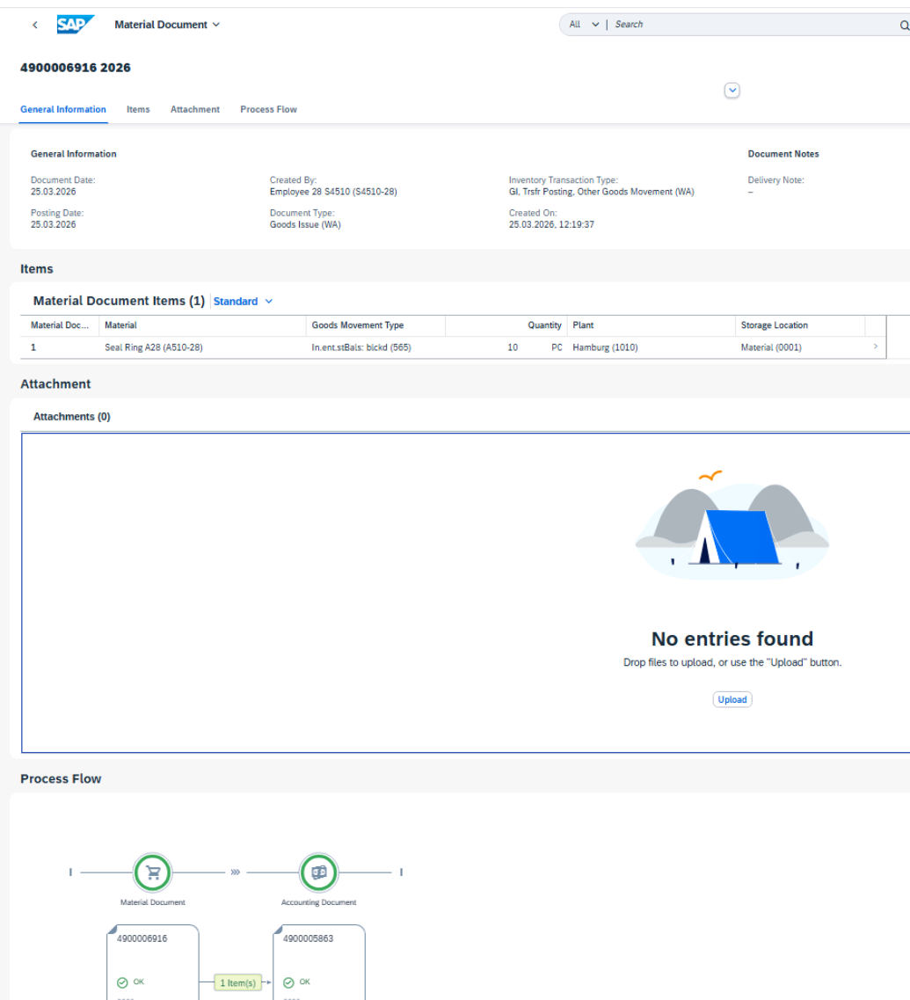 SAP Material Document
All | Search
4900006916 2026
General Information Items Attachment Process Flow
General Information Document Notes
Document Date: Created By: Inventory Transaction Type: Delivery Note:
25.03.2026 Employee 28 S4510 (S4510-28) GI, Trsfr Posting, Other Goods Movement (WA) –
Posting Date: Document Type: Created On:
25.03.2026 Goods Issue (WA) 25.03.2026, 12:19:37
Items
Material Document Items (1) Standard
Material Doc... Material Goods Movement Type Quantity Plant Storage Location
1 Seal Ring A28 (A510-28) In.ent.stBals: blckd (565) 10 PC Hamburg (1010) Material (0001)
Attachment
Attachments (0)
No entries found
Drop files to upload, or use the "Upload" button.
Upload
Process Flow
Material Document Accounting Document
4900006916 4900005863
OK 1 Item(s) OK